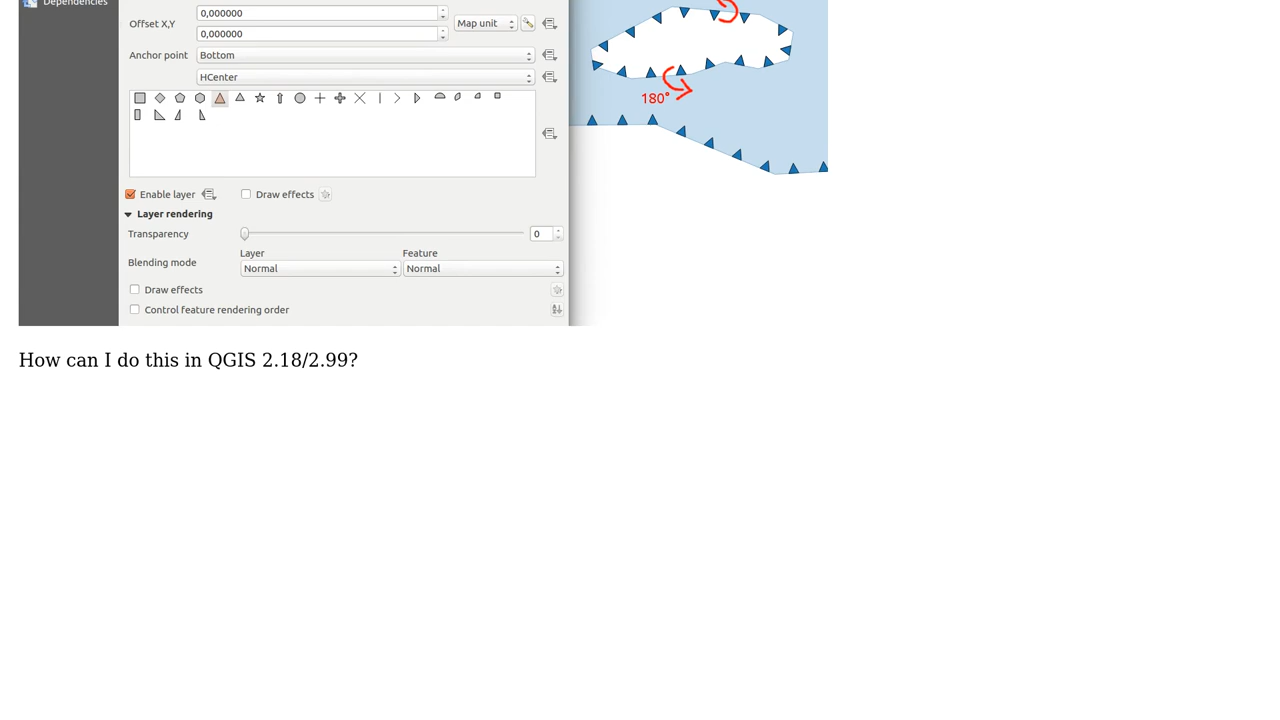 Dependencies
0,000000
Offset X,Y
Map unit
0,000000
Anchor point
Bottom
HCenter
180°
Enable layer
Draw effects
Layer rendering
Transparency
0
Layer
Feature
Blending mode
Normal
Normal
Draw effects
Control feature rendering order
How can I do this in QGIS 2.18/2.99?